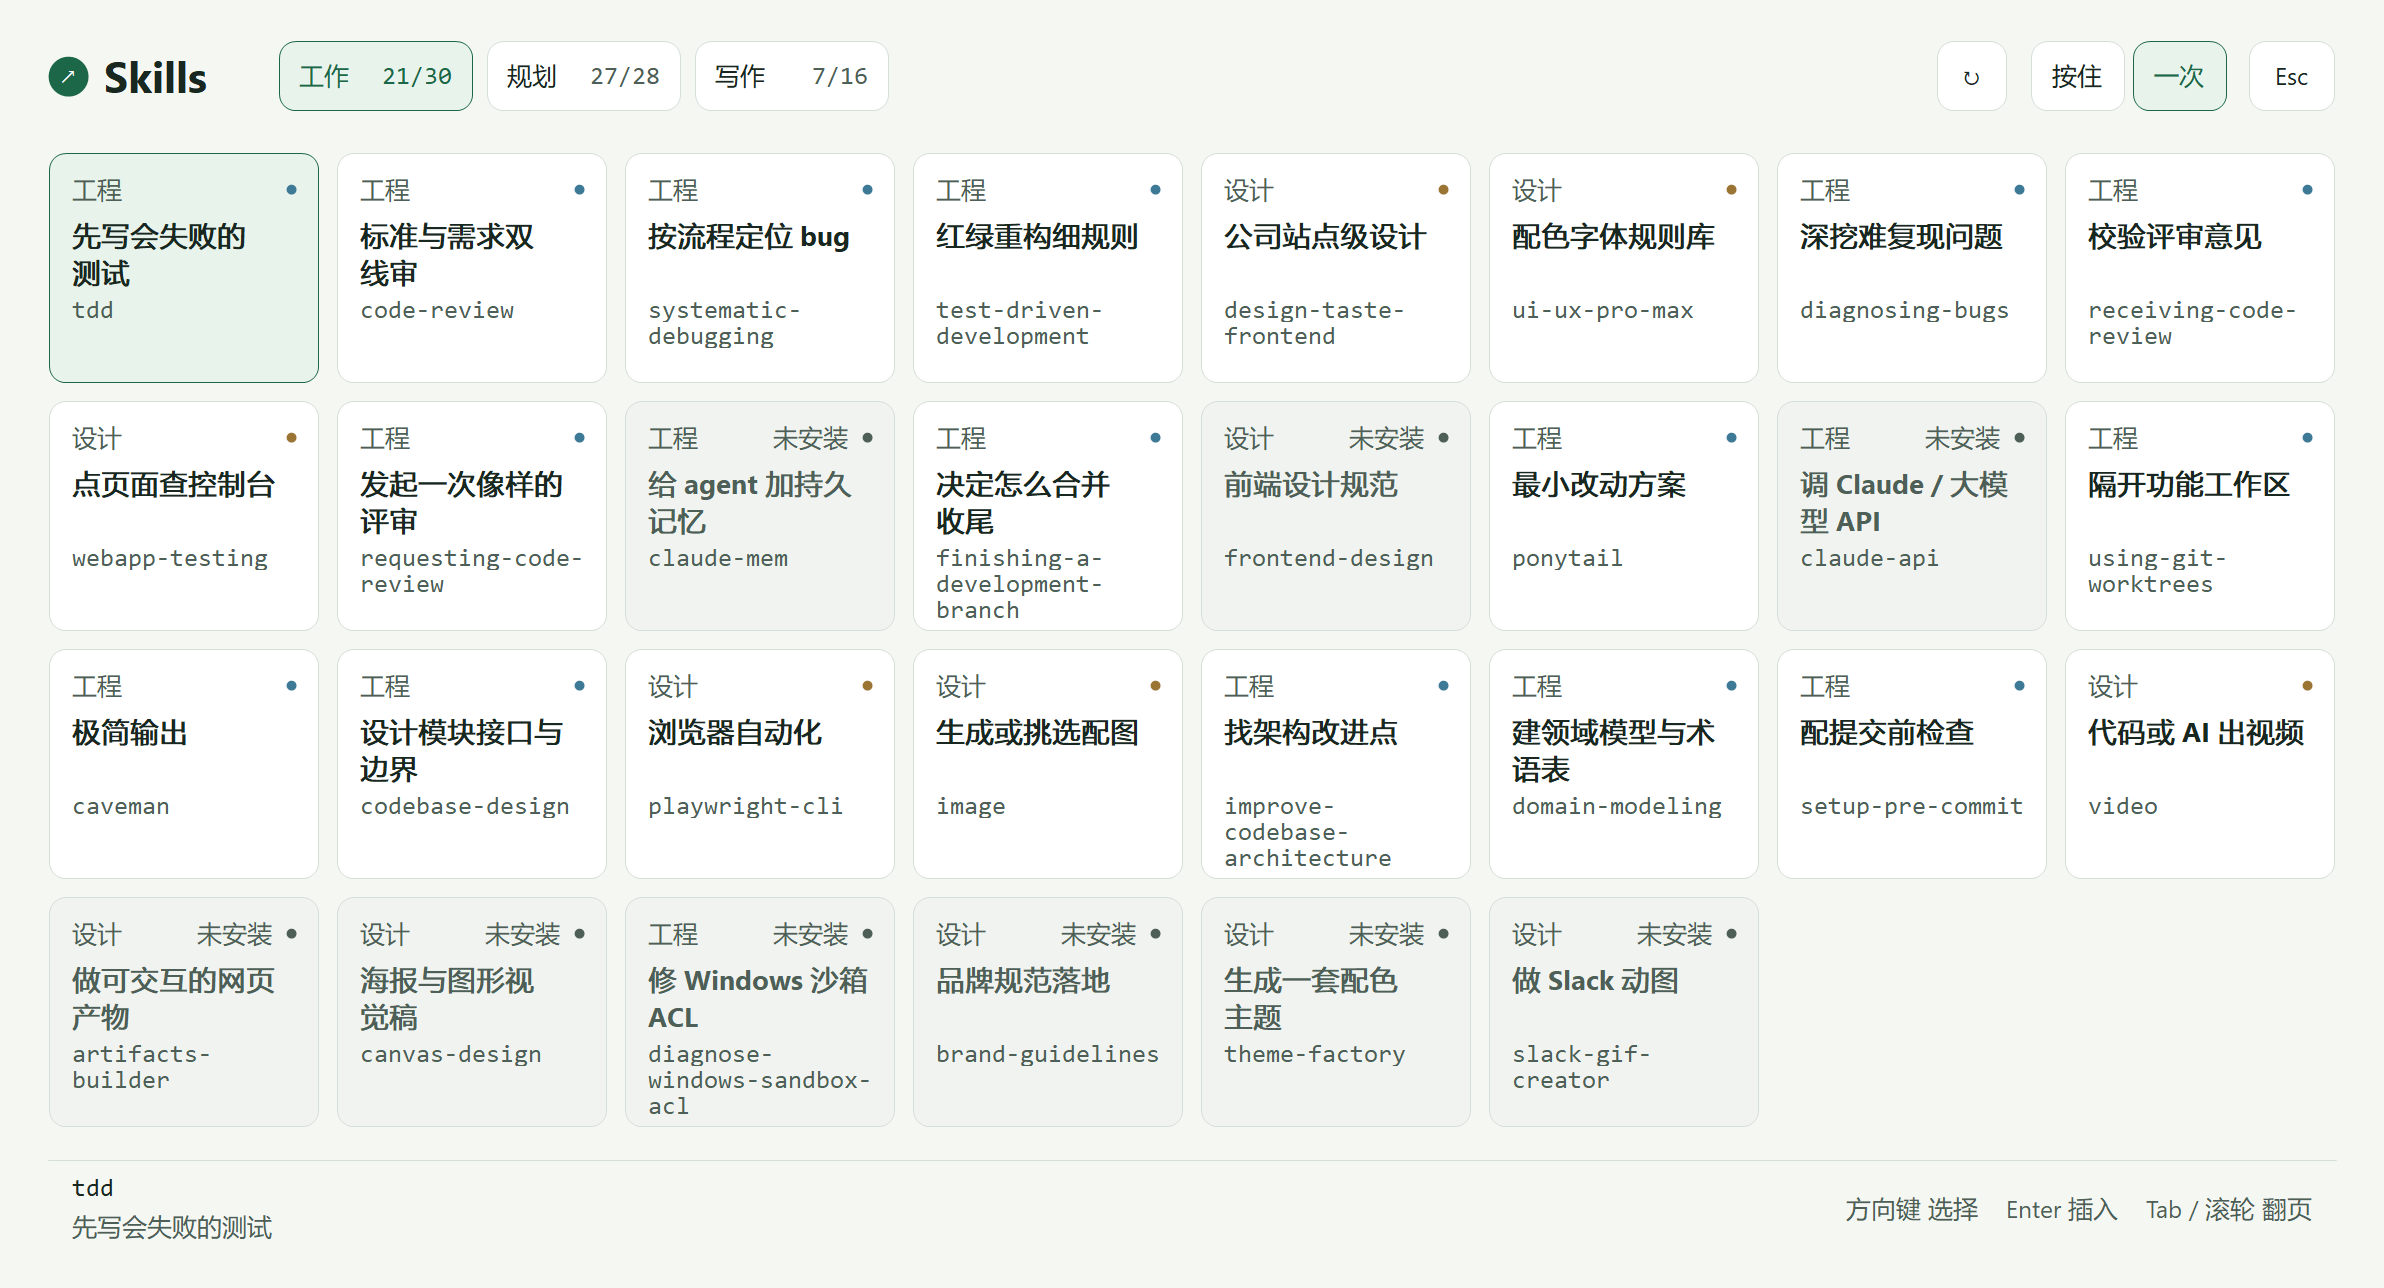 ↗ Skills 工作 21/30 规划 27/28 写作 7/16 ↻ 按住 一次 Esc
工程
先写会失败的
测试
tdd
工程
标准与需求双
线审
code-review
工程
按流程定位 bug
systematic-
debugging
工程
红绿重构细规则
test-driven-
development
设计
公司站点级设计
design-taste-
frontend
设计
配色字体规则库
ui-ux-pro-max
工程
深挖难复现问题
diagnosing-bugs
工程
校验评审意见
receiving-code-
review
设计
点页面查控制台
webapp-testing
工程
发起一次像样的
评审
requesting-code-
review
工程 未安装
给 agent 加持久
记忆
claude-mem
工程
决定怎么合并
收尾
finishing-a-
development-
branch
设计 未安装
前端设计规范
frontend-design
工程
最小改动方案
ponytail
工程 未安装
调 Claude / 大模
型 API
claude-api
工程
隔开功能工作区
using-git-
worktrees
工程
极简输出
caveman
工程
设计模块接口与
边界
codebase-design
设计
浏览器自动化
playwright-cli
设计
生成或挑选配图
image
工程
找架构改进点
improve-
codebase-
architecture
工程
建领域模型与术
语表
domain-modeling
工程
配提交前检查
setup-pre-commit
设计
代码或 AI 出视频
video
设计 未安装
做可交互的网页
产物
artifacts-
builder
设计 未安装
海报与图形视
觉稿
canvas-design
工程 未安装
修 Windows 沙箱
ACL
diagnose-
windows-sandbox-
acl
设计 未安装
品牌规范落地
brand-guidelines
设计 未安装
生成一套配色
主题
theme-factory
设计 未安装
做 Slack 动图
slack-gif-
creator
tdd
先写会失败的测试
方向键 选择 Enter 插入 Tab / 滚轮 翻页